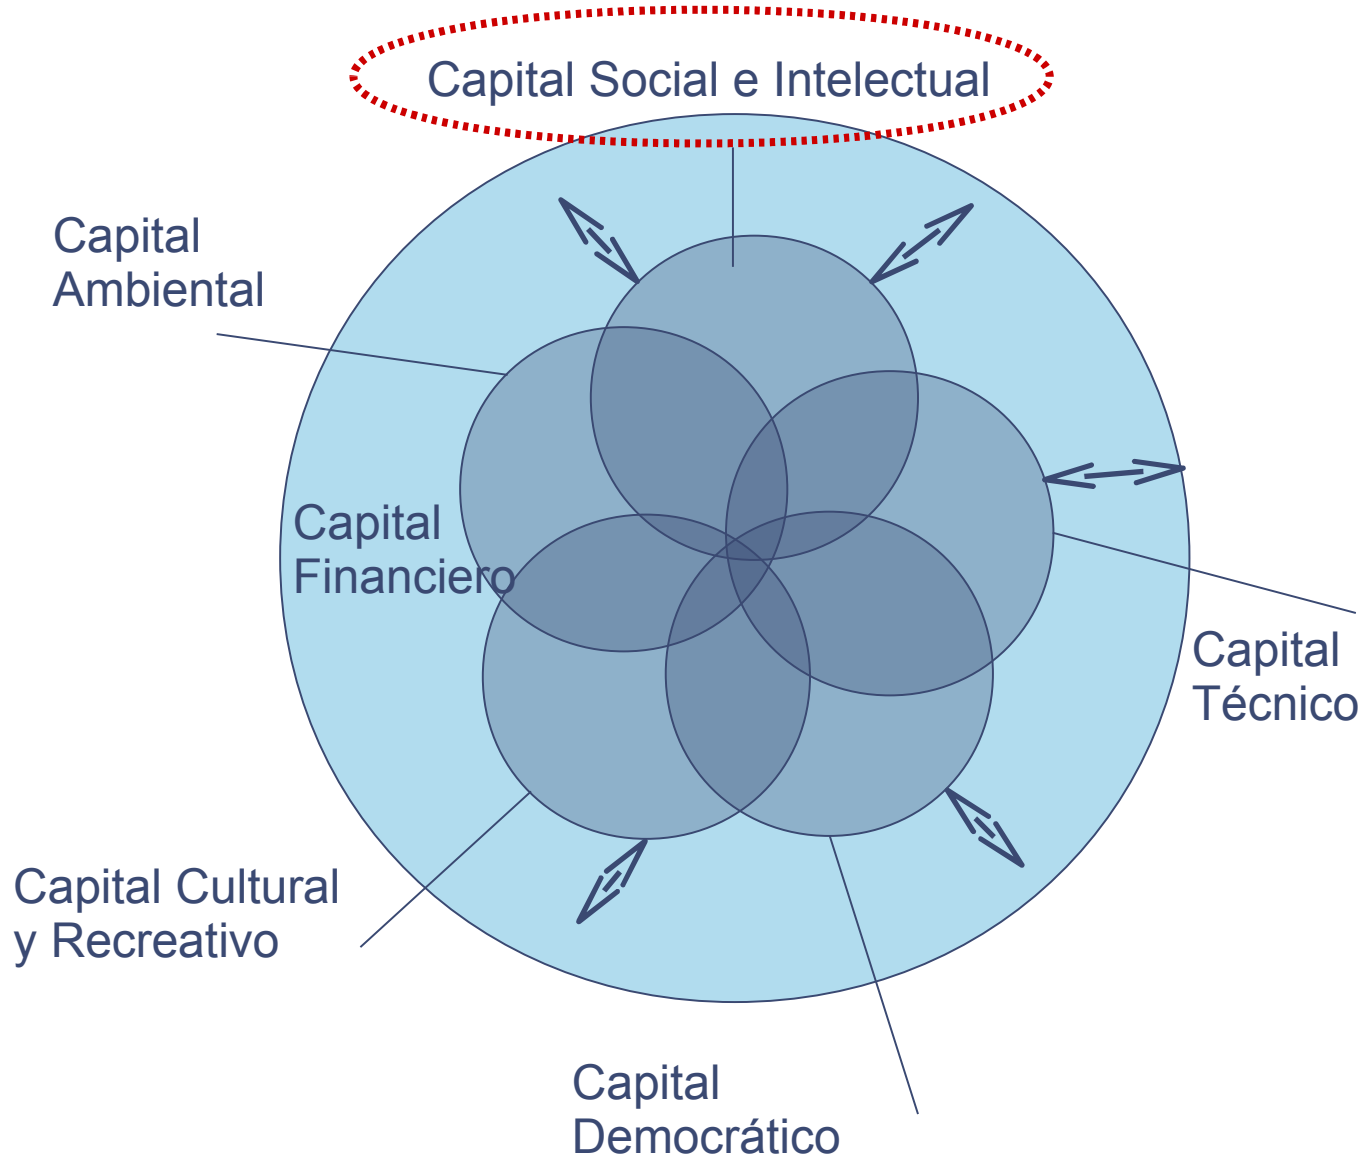 Capital Social e Intelectual
Capital
Ambiental
Capital
Financiero
Capital
Técnico
Capital Cultural
y Recreativo
Capital
Democrático